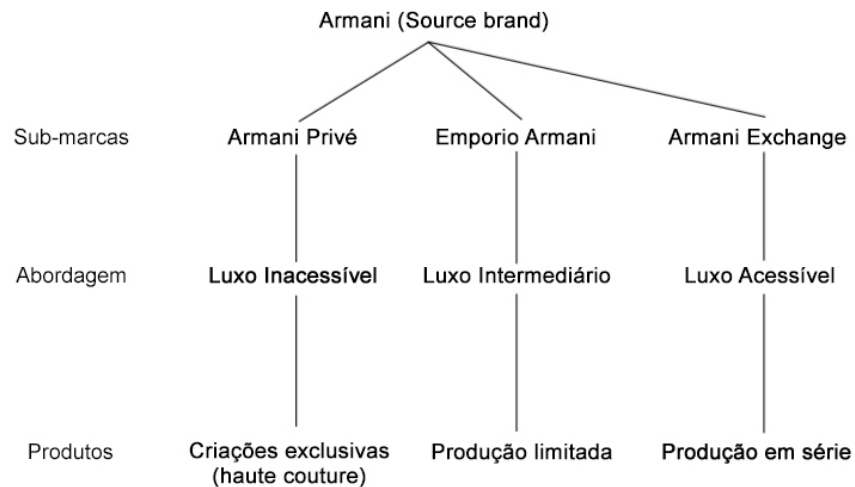 Armani (Source brand)
Sub-marcas Armani Privé Emporio Armani Armani Exchange
Abordagem Luxo Inacessível Luxo Intermediário Luxo Acessível
Produtos Criações exclusivas Produção limitada Produção em série
(haute couture)